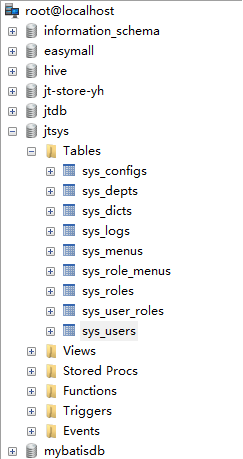 root@localhost
information_schema
easymall
hive
jt-store-yh
jtdb
jtsys
Tables
sys_configs
sys_depts
sys_dicts
sys_logs
sys_menus
sys_role_menus
sys_roles
sys_user_roles
sys_users
Views
Stored Procs
Functions
Triggers
Events
mybatisdb